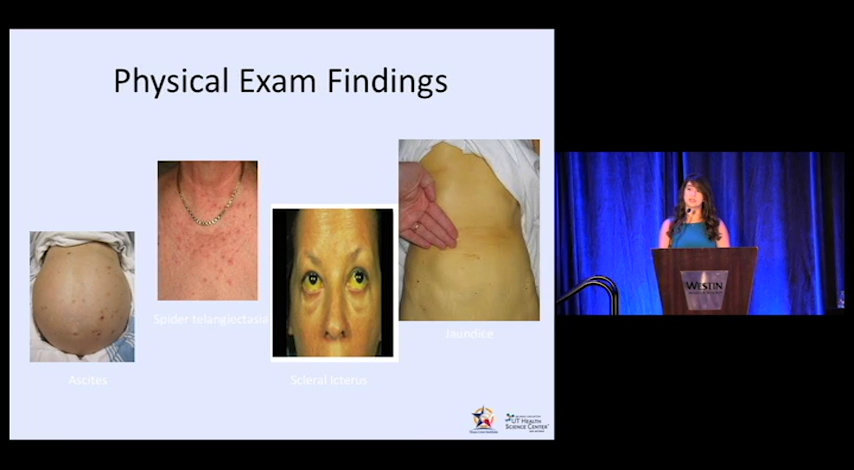 Physical Exam Findings
Spider telangiectasia
Jaundice
Ascites
Scleral Icterus
WESTIN
UT HEALTH
SCIENCE CENTER